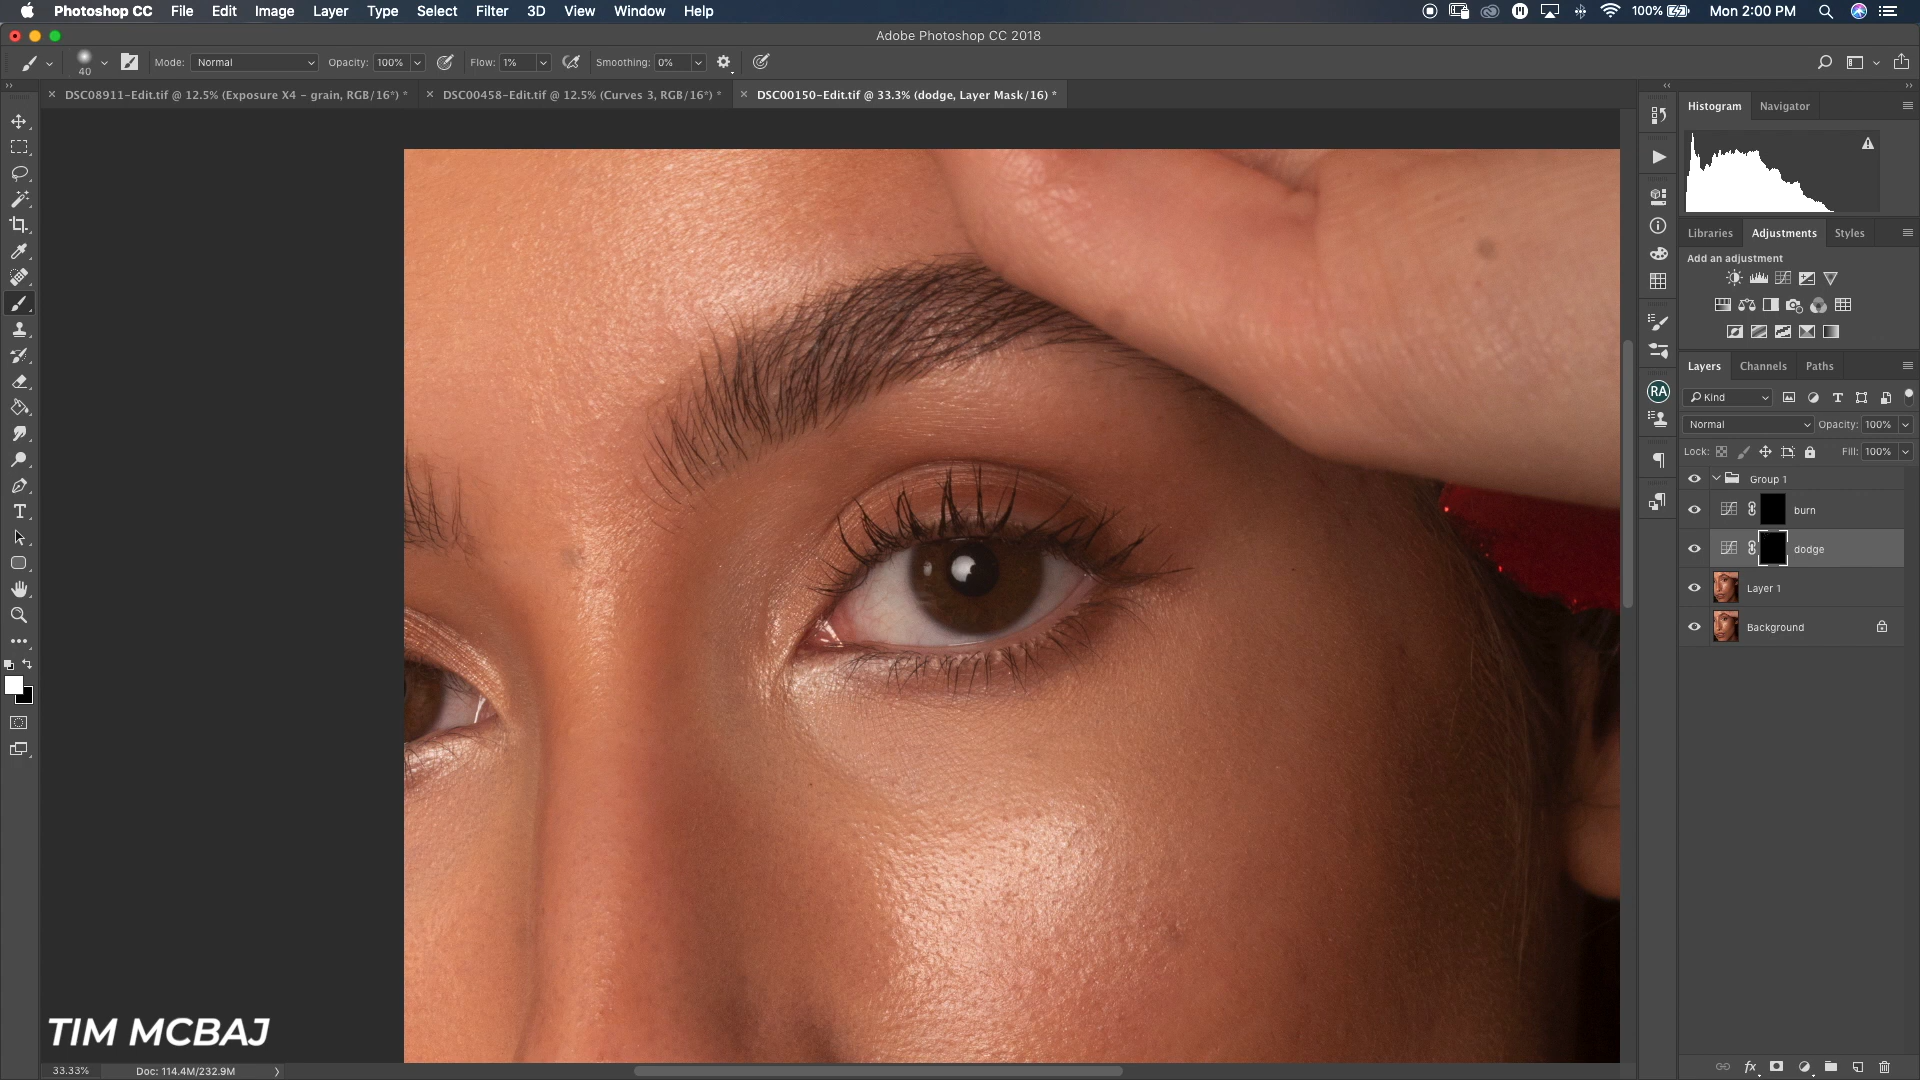 Photoshop CC File Edit Image Layer Type Select Filter 3D View Window Help 100% Mon 2:00 PM
Adobe Photoshop CC 2018
40 Mode: Normal Opacity: 100% Flow: 1% Smoothing: 0%
DSC08911-Edit.tif @ 12.5% (Exposure X4 - grain, RGB/16*) * DSC00458-Edit.tif @ 12.5% (Curves 3, RGB/16*) * DSC00150-Edit.tif @ 33.3% (dodge, Layer Mask/16) *
Histogram Navigator
Libraries Adjustments Styles
Add an adjustment
Layers Channels Paths
RA
Kind
Normal Opacity: 100%
Lock: Fill: 100%
Group 1
burn
dodge
Layer 1
Background
TIM MCBAJ
33.33% Doc: 114.4M/232.9M
fx